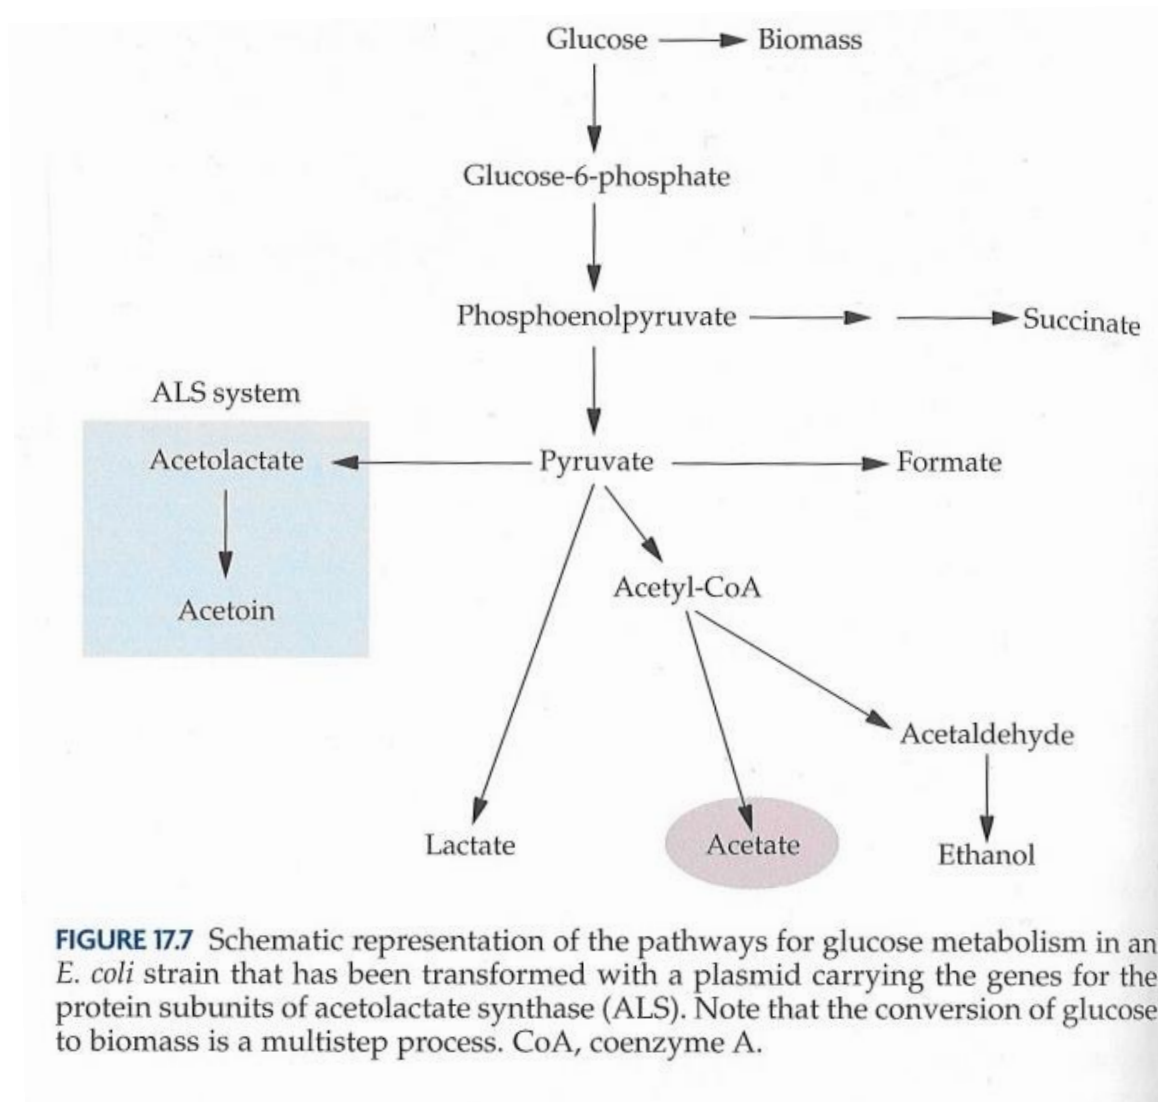 Glucose Biomass
Glucose-6-phosphate
Phosphoenolpyruvate Succinate
ALS system
Acetolactate Pyruvate Formate
Acetyl-CoA
Acetoin
Acetaldehyde
Lactate Acetate Ethanol
FIGURE 17.7 Schematic representation of the pathways for glucose metabolism in an
E. coli strain that has been transformed with a plasmid carrying the genes for the
protein subunits of acetolactate synthase (ALS). Note that the conversion of glucose
to biomass is a multistep process. CoA, coenzyme A.